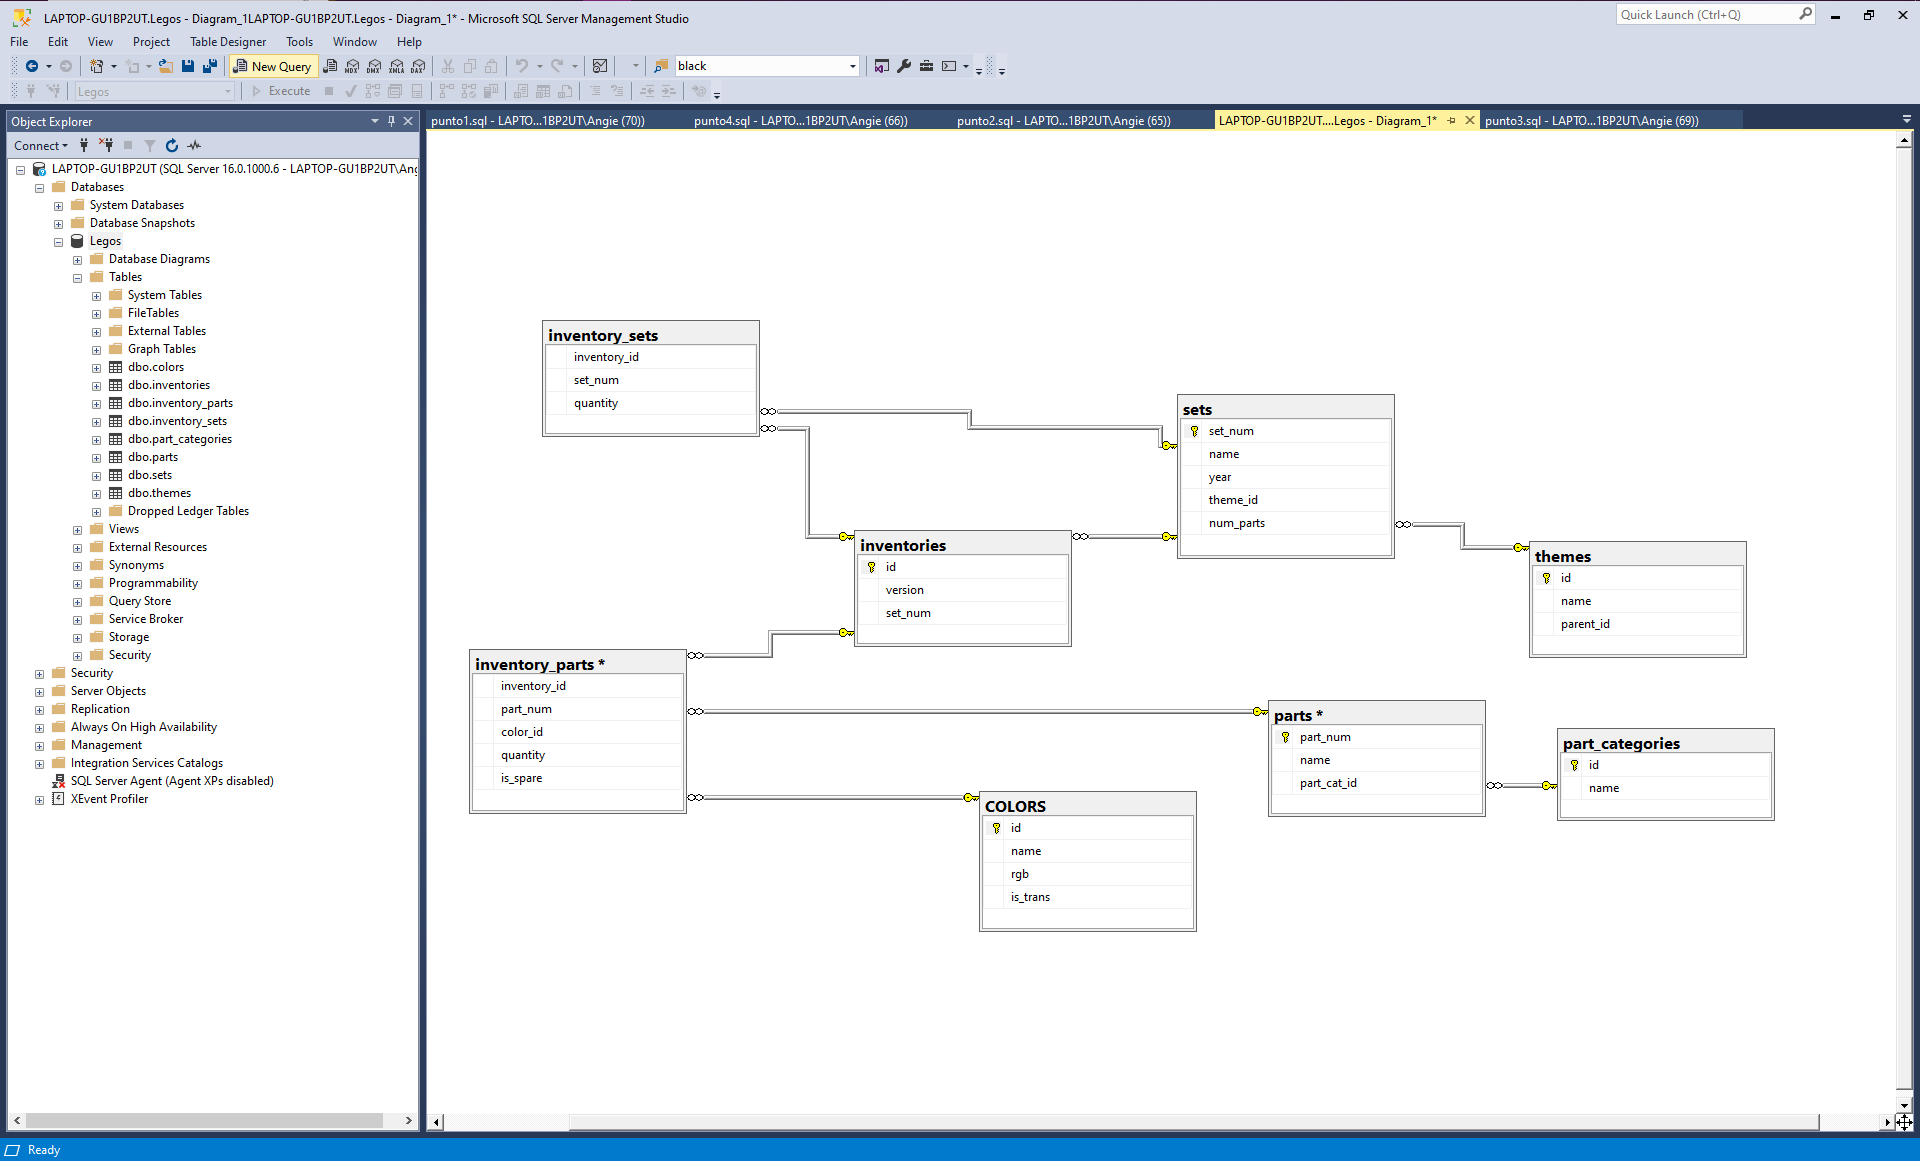 LAPTOP-GU1BP2UT.Legos - Diagram_1LAPTOP-GU1BP2UT.Legos - Diagram_1* - Microsoft SQL Server Management Studio
Quick Launch (Ctrl+Q)
File Edit View Project Table Designer Tools Window Help
New Query
MDX DMX XMLA DAX
black
Legos
Execute
Object Explorer
punto1.sql - LAPTO...1BP2UT\Angie (70))
punto4.sql - LAPTO...1BP2UT\Angie (66))
punto2.sql - LAPTO...1BP2UT\Angie (65))
LAPTOP-GU1BP2UT....Legos - Diagram_1*
punto3.sql - LAPTO...1BP2UT\Angie (69))
Connect
LAPTOP-GU1BP2UT (SQL Server 16.0.1000.6 - LAPTOP-GU1BP2UT\Ang
Databases
System Databases
Database Snapshots
Legos
Database Diagrams
Tables
System Tables
FileTables
External Tables
Graph Tables
dbo.colors
dbo.inventories
dbo.inventory_parts
dbo.inventory_sets
dbo.part_categories
dbo.parts
dbo.sets
dbo.themes
Dropped Ledger Tables
Views
External Resources
Synonyms
Programmability
Query Store
Service Broker
Storage
Security
Security
Server Objects
Replication
Always On High Availability
Management
Integration Services Catalogs
SQL Server Agent (Agent XPs disabled)
XEvent Profiler
inventory_sets
inventory_id
set_num
quantity
sets
set_num
name
year
theme_id
num_parts
inventories
id
version
set_num
themes
id
name
parent_id
inventory_parts *
inventory_id
part_num
color_id
quantity
is_spare
parts *
part_num
name
part_cat_id
part_categories
id
name
COLORS
id
name
rgb
is_trans
Ready